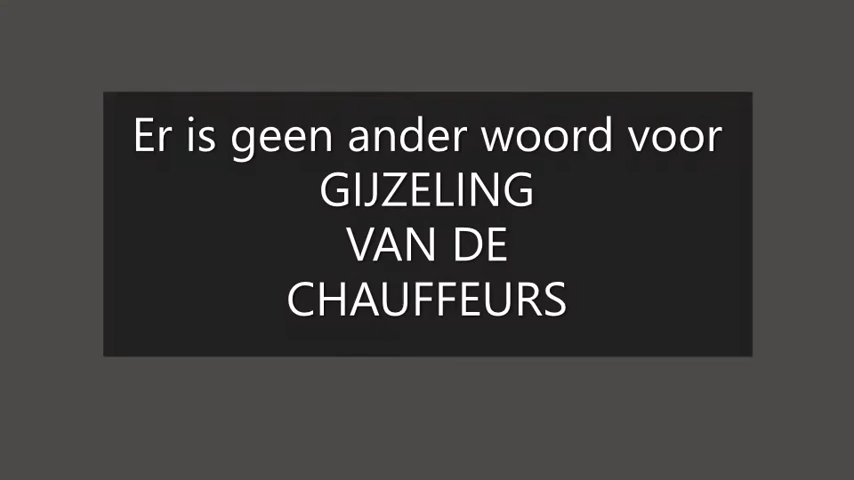 Er is geen ander woord voor
GIJZELING
VAN DE
CHAUFFEURS